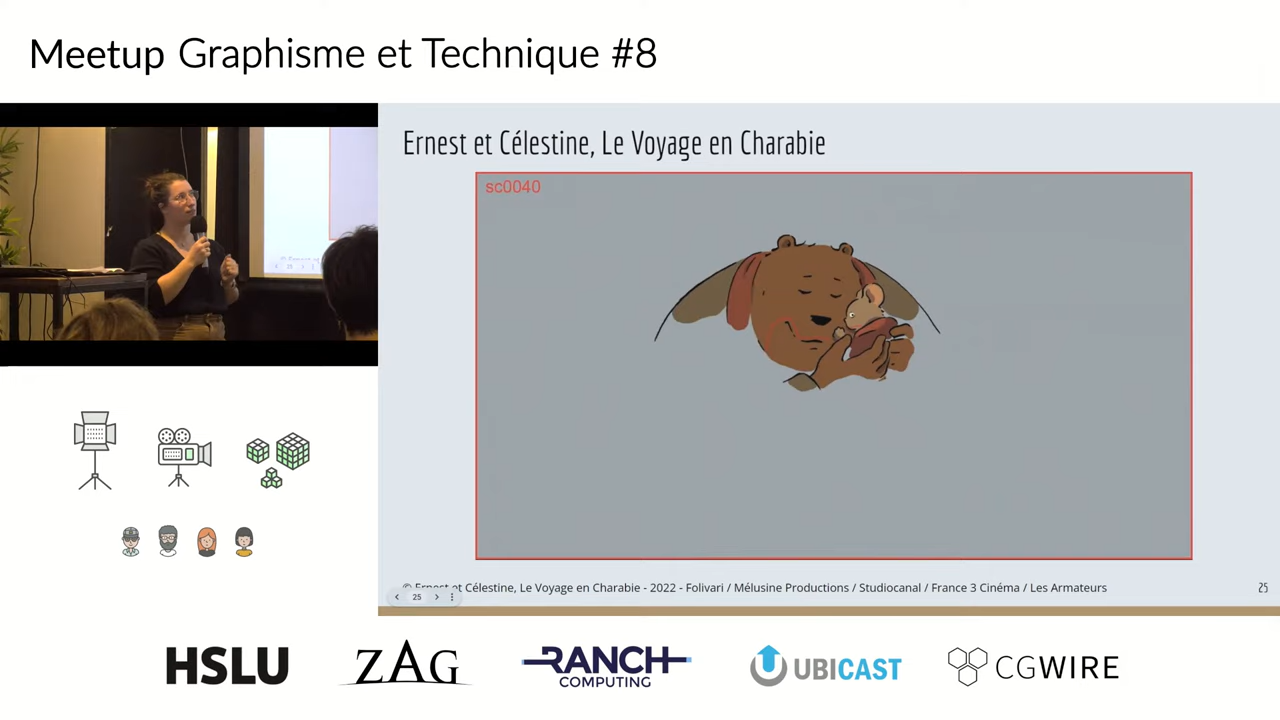 Meetup Graphisme et Technique #8
Ernest et Célestine, Le Voyage en Charabie
sc0040
© Ernest et Célestine, Le Voyage en Charabie - 2022 - Folivari / Mélusine Productions / Studiocanal / France 3 Cinéma / Les Armateurs
25
25
HSLU
ZAG
RANCH COMPUTING
UBICAST
CGWIRE